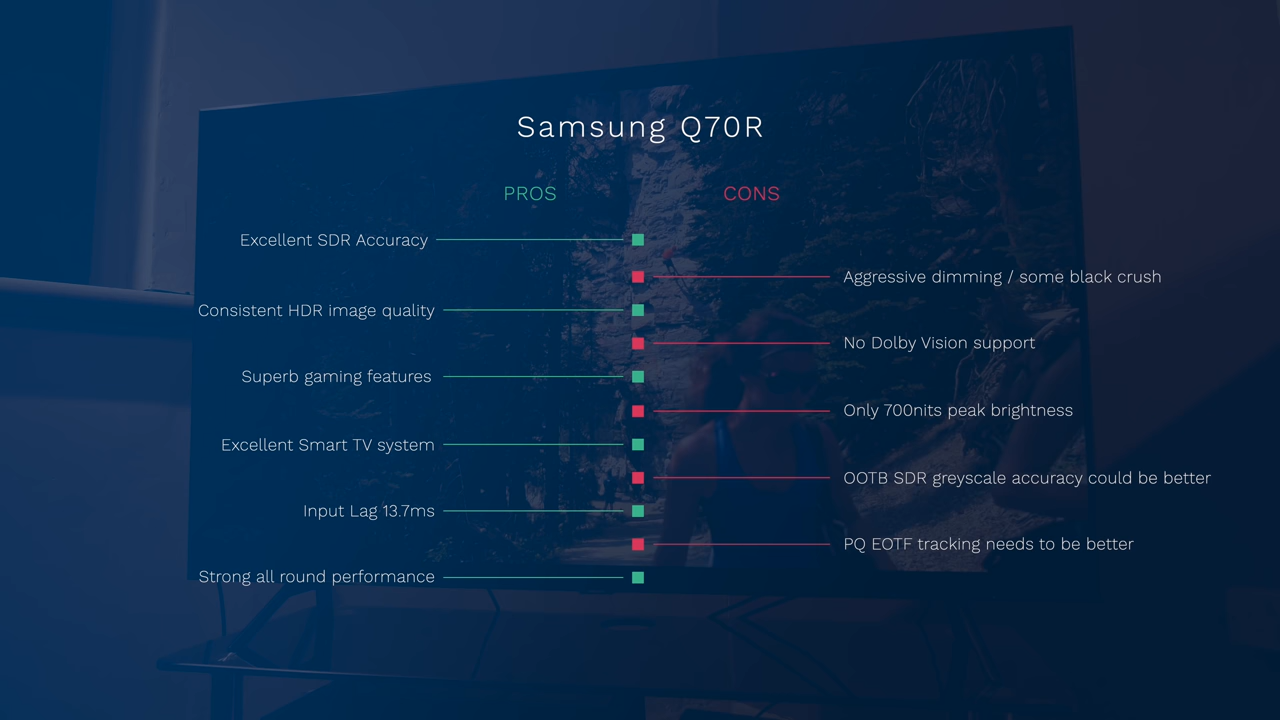 Samsung Q70R
PROS
CONS
Excellent SDR Accuracy
Aggressive dimming / some black crush
Consistent HDR image quality
No Dolby Vision support
Superb gaming features
Only 700nits peak brightness
Excellent Smart TV system
OOTB SDR greyscale accuracy could be better
Input Lag 13.7ms
PQ EOTF tracking needs to be better
Strong all round performance